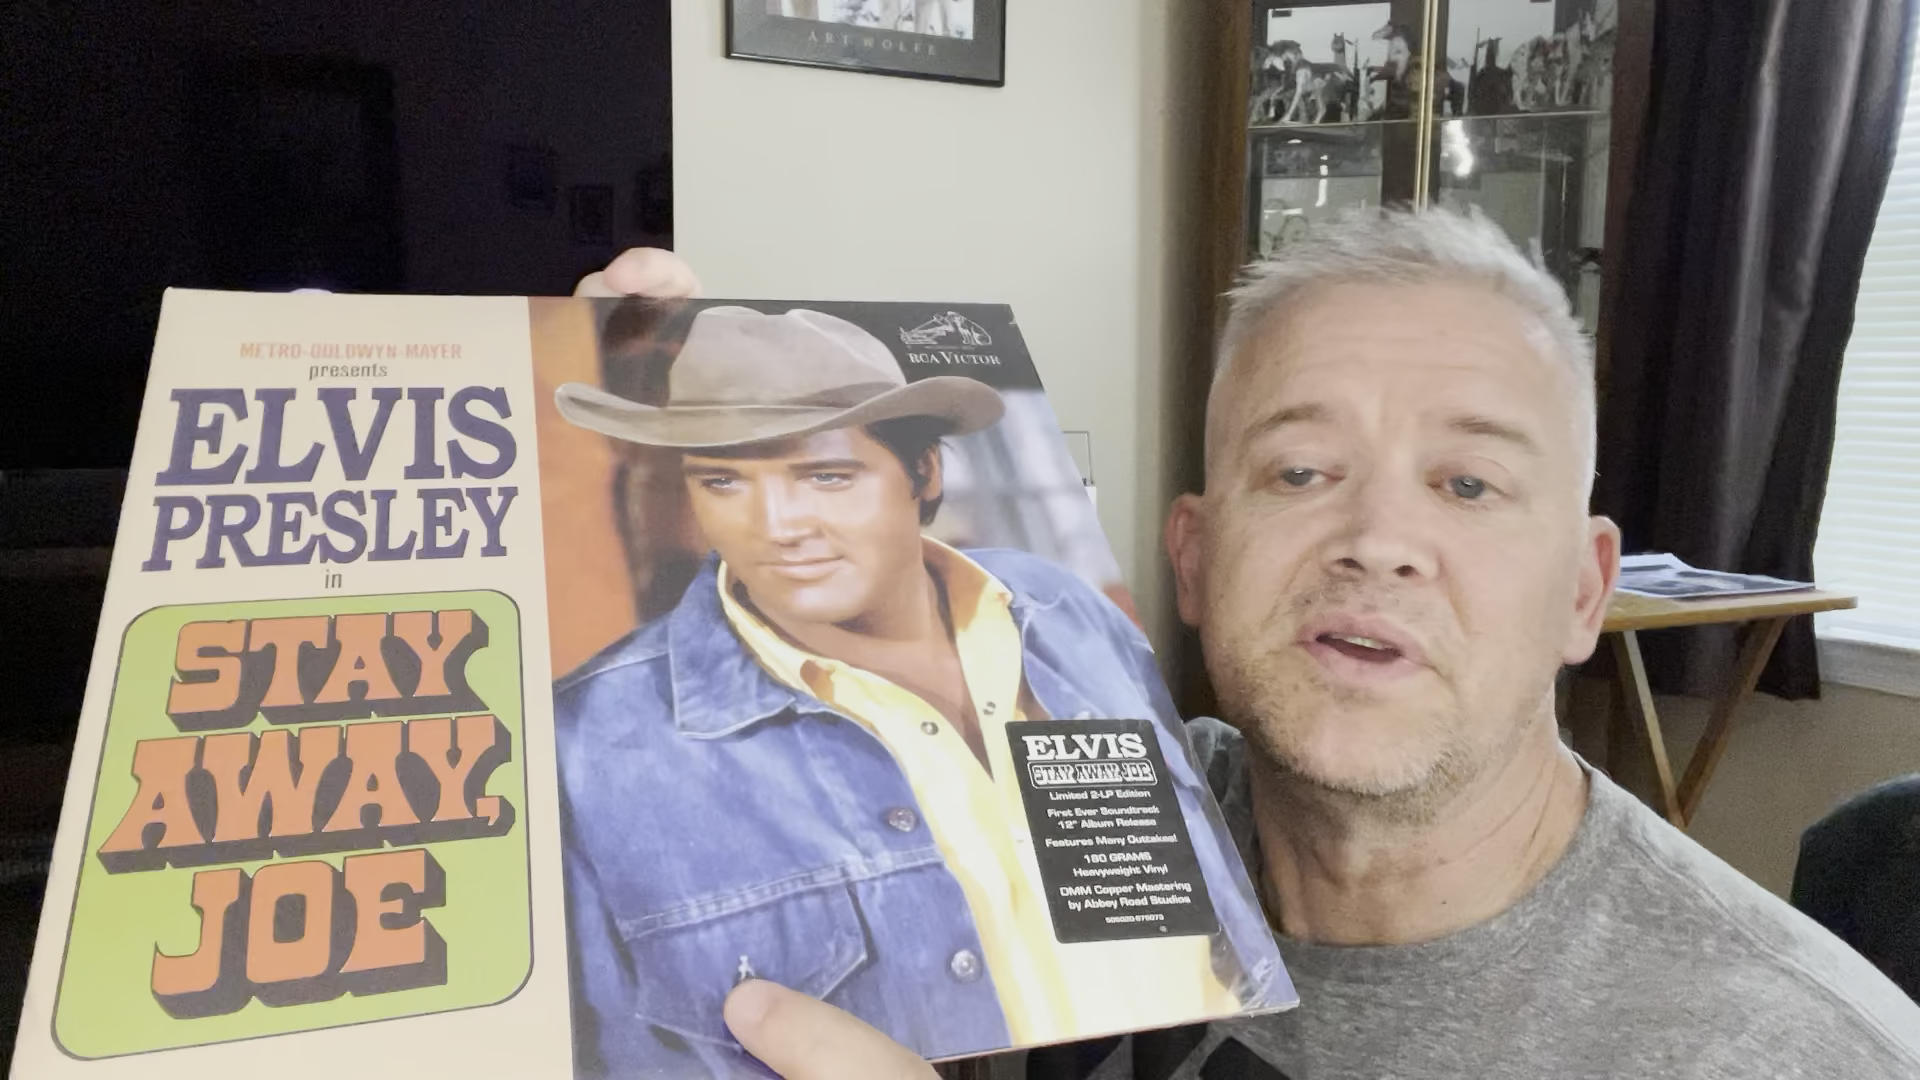 ART WOLFE
METRO-GOLDWYN-MAYER
presents
ELVIS
PRESLEY
in
STAY
AWAY,
JOE
RCA VICTOR
ELVIS
STAY AWAY, JOE
Limited 2-LP Edition
First Ever Soundtrack
12" Album Release
Features Many Outtakes!
180 GRAMS
Heavyweight Vinyl
DMM Copper Mastering
by Abbey Road Studios